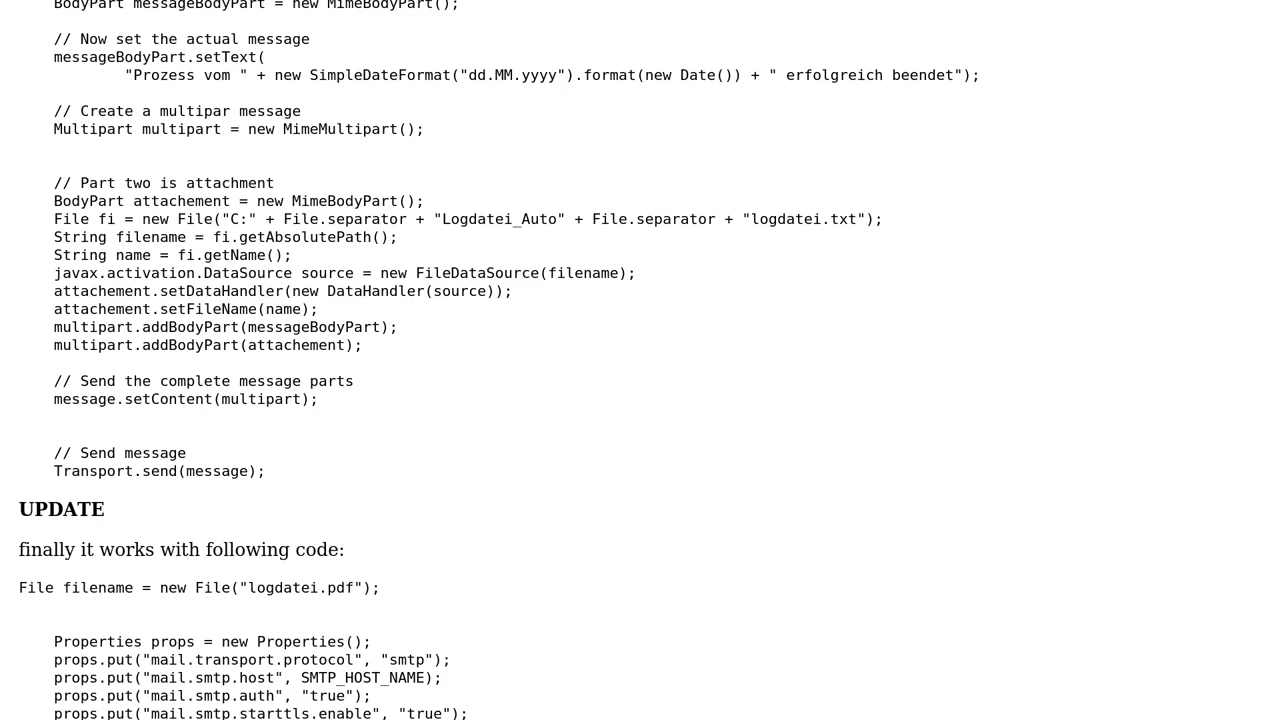 BodyPart messageBodyPart = new MimeBodyPart();
// Now set the actual message
messageBodyPart.setText(
"Prozess vom " + new SimpleDateFormat("dd.MM.yyyy").format(new Date()) + " erfolgreich beendet");
// Create a multipar message
Multipart multipart = new MimeMultipart();
// Part two is attachment
BodyPart attachement = new MimeBodyPart();
File fi = new File("C:" + File.separator + "Logdatei_Auto" + File.separator + "logdatei.txt");
String filename = fi.getAbsolutePath();
String name = fi.getName();
javax.activation.DataSource source = new FileDataSource(filename);
attachement.setDataHandler(new DataHandler(source));
attachement.setFileName(name);
multipart.addBodyPart(messageBodyPart);
multipart.addBodyPart(attachement);
// Send the complete message parts
message.setContent(multipart);
// Send message
Transport.send(message);
UPDATE
finally it works with following code:
File filename = new File("logdatei.pdf");
Properties props = new Properties();
props.put("mail.transport.protocol", "smtp");
props.put("mail.smtp.host", SMTP_HOST_NAME);
props.put("mail.smtp.auth", "true");
props.put("mail.smtp.starttls.enable", "true");